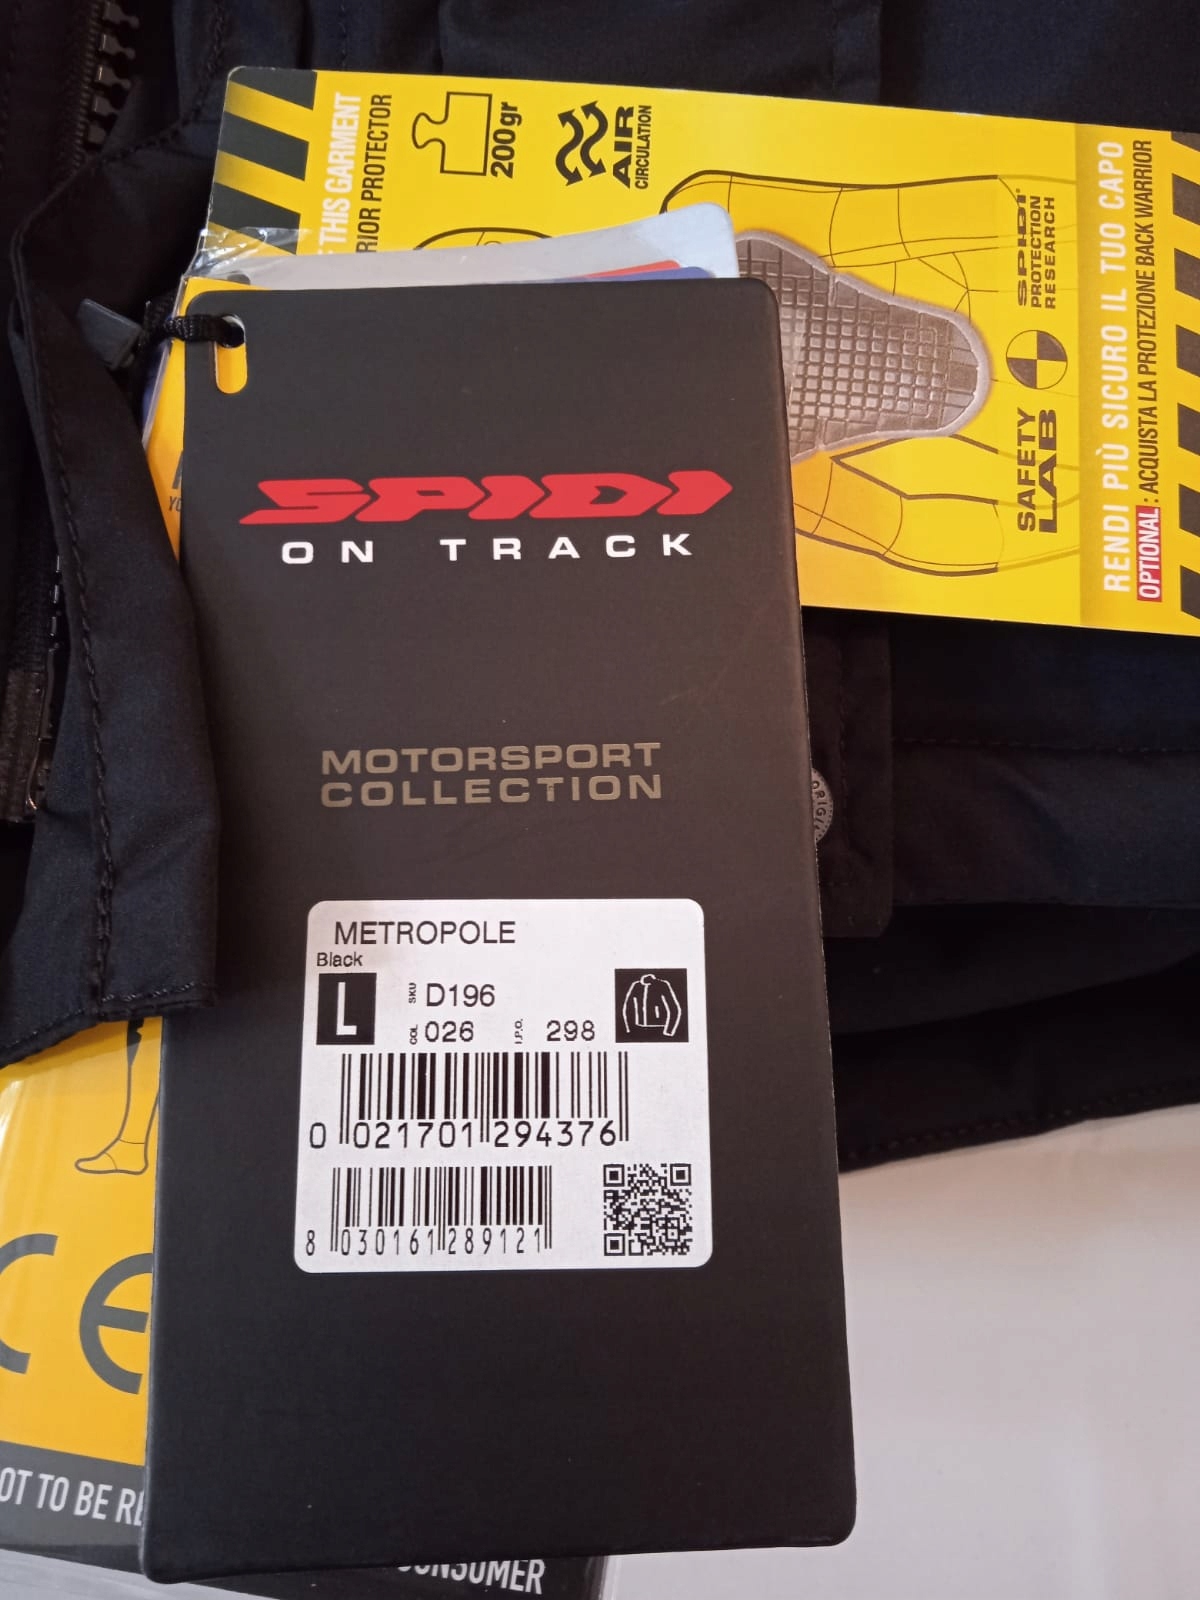 THIS GARMENT
RIOR PROTECTOR
200gr
AIR
CIRCULATION
SPIDI
PROTECTION
RESEARCH
SAFETY
LAB
RENDI PIÙ SICURO IL TUO CAPO
OPTIONAL: ACQUISTA LA PROTEZIONE BACK WARRIOR
SPIDI
ON TRACK
MOTORSPORT
COLLECTION
METROPOLE
Black
L
SKU D196
COL 026 I.P.O. 298
0 021701 294376
8 030161 289121
CE
OT TO BE RE
CONSUMER